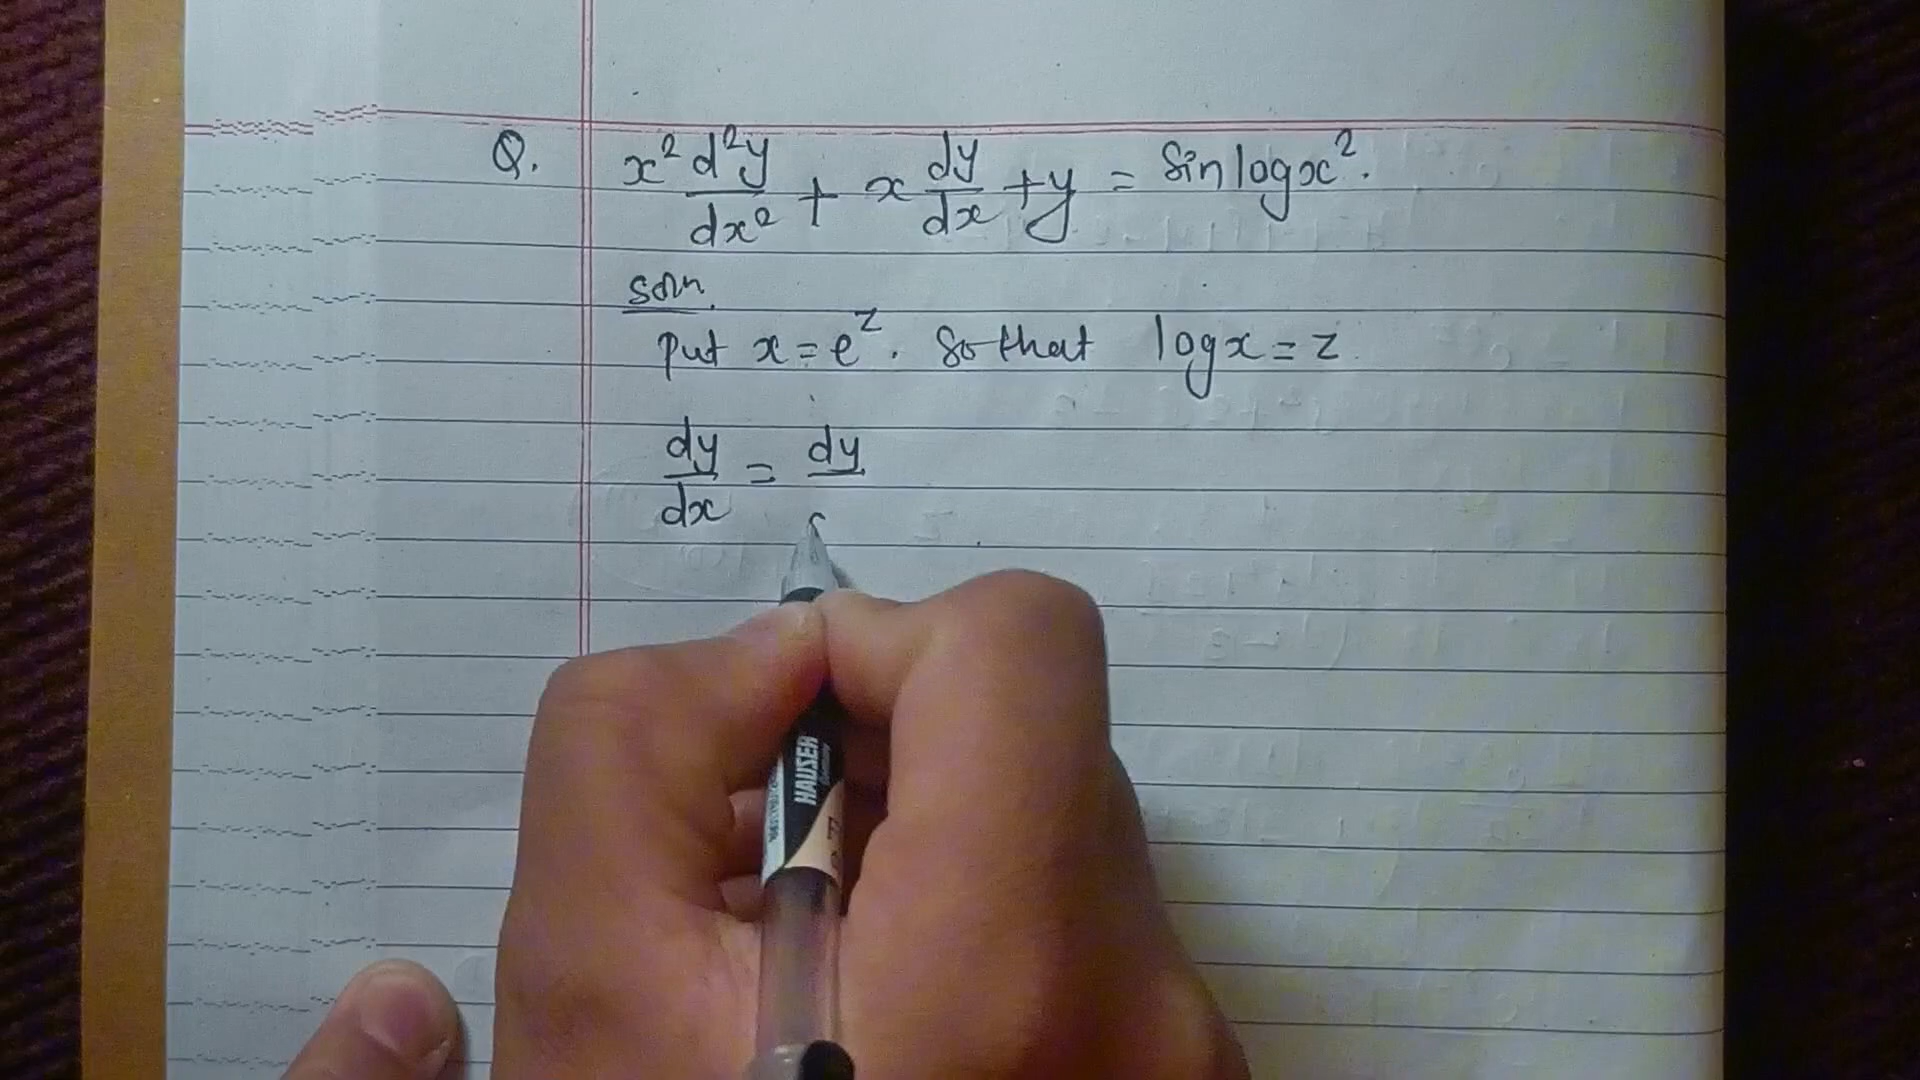 Q. x² d²y/dx² + x dy/dx + y = Sin log x².
Soln.
put x = e^z. So that log x = z
dy/dx = dy
HAUSER